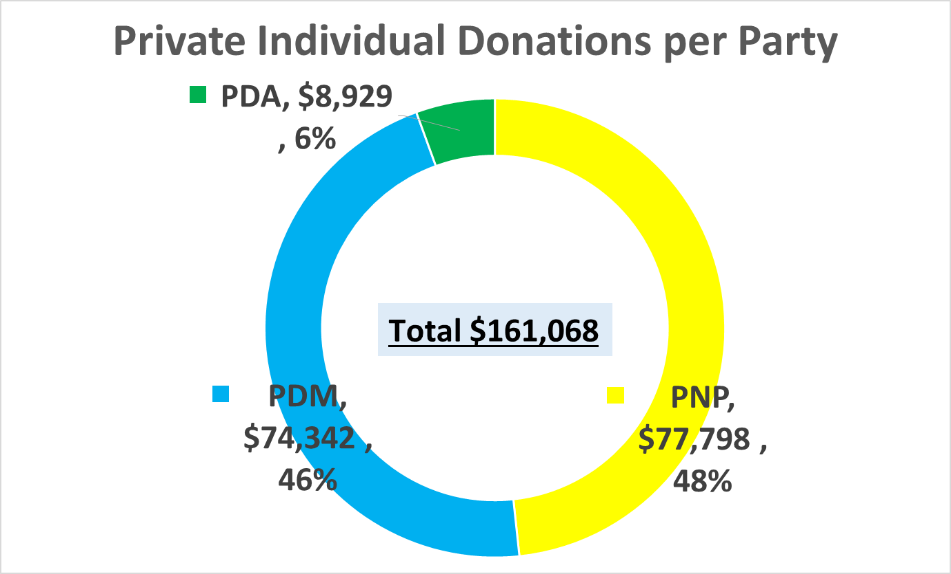 Private Individual Donations per Party
PDA, $8,929
, 6%
Total $161,068
PDM,
$74,342 ,
46%
PNP,
$77,798 ,
48%